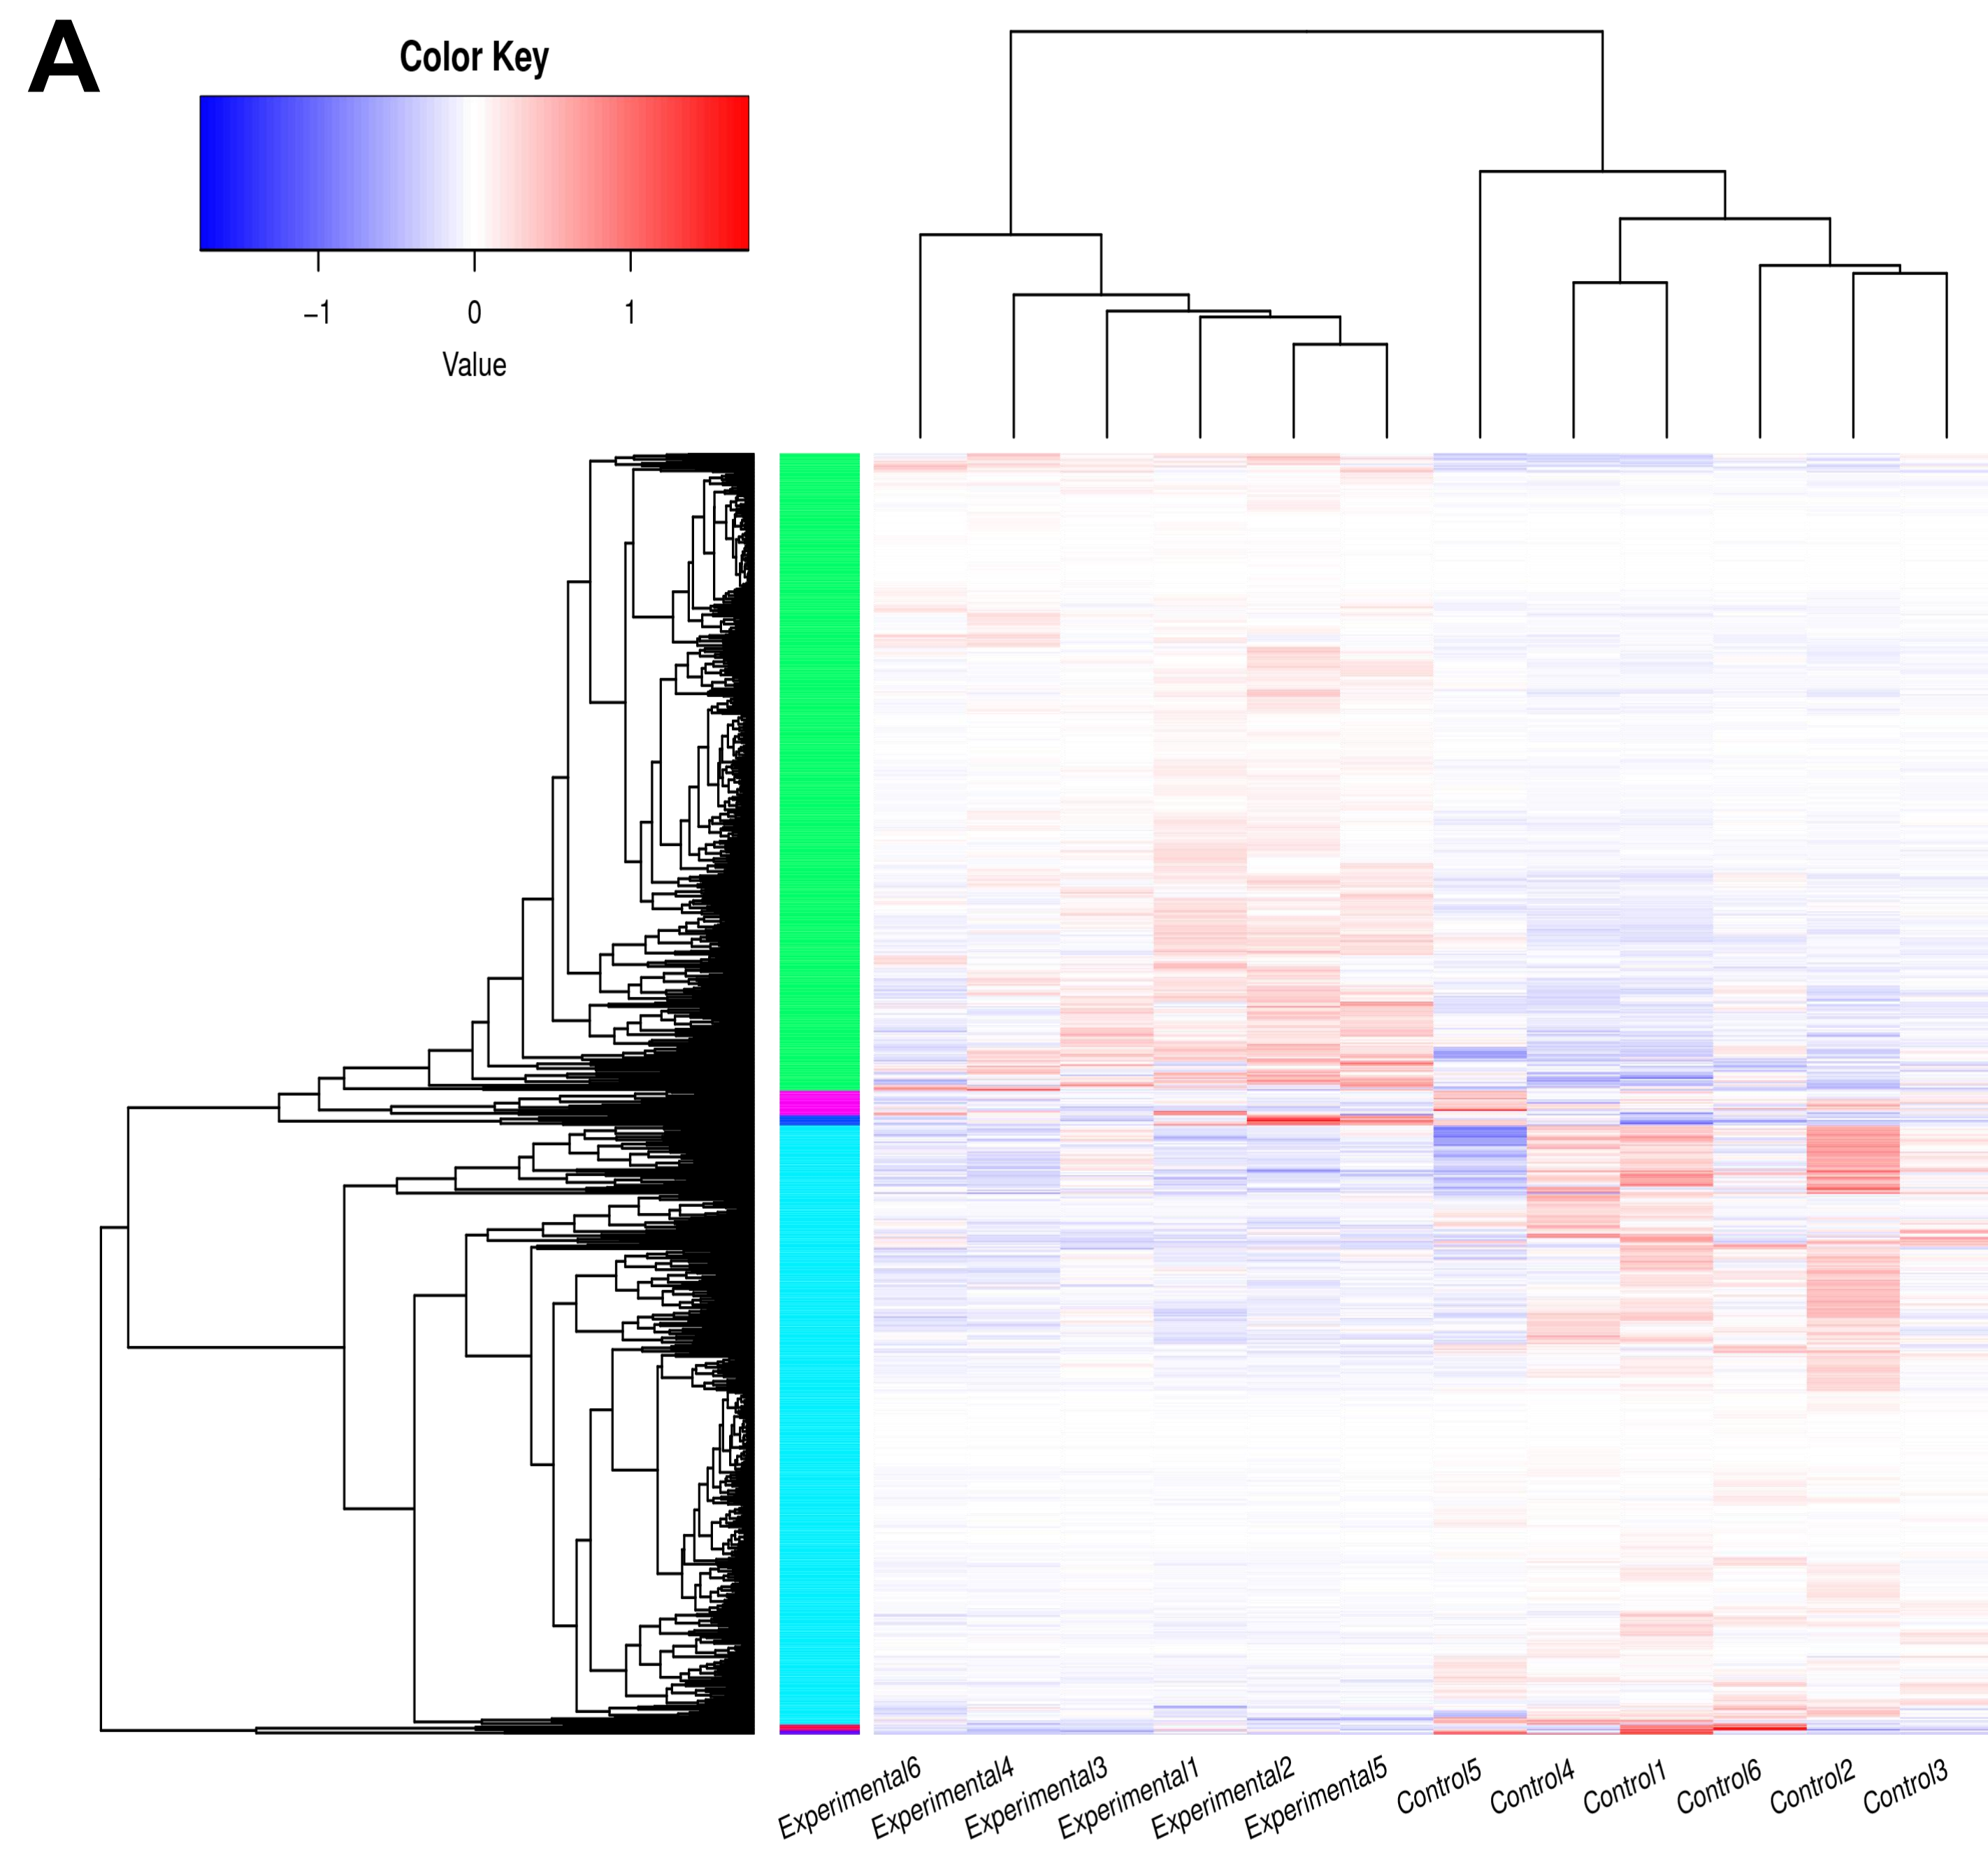 A
Color Key
−1 0 1
Value
Experimental6 Experimental4 Experimental3 Experimental1 Experimental2 Experimental5 Control5 Control4 Control1 Control6 Control2 Control3